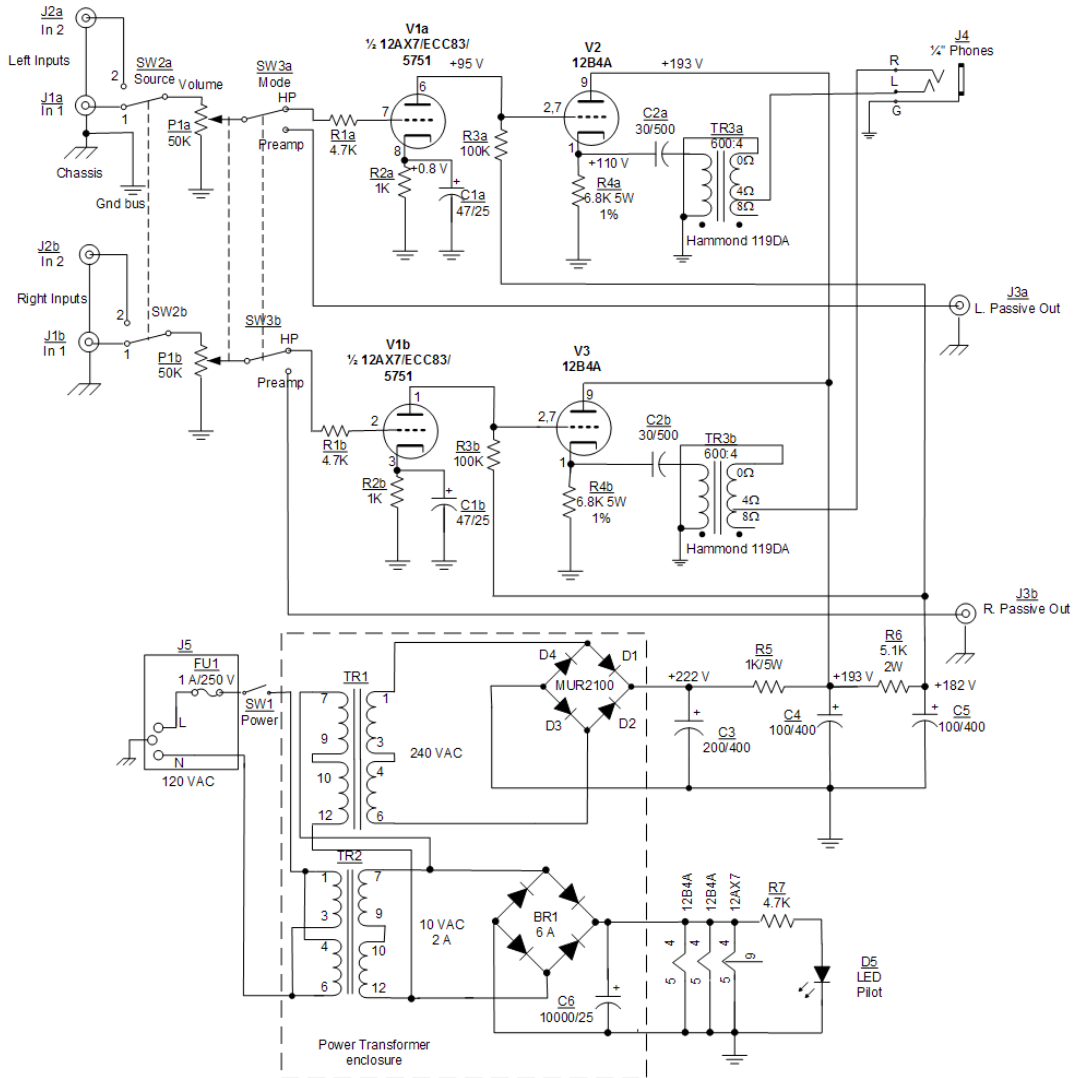 J2a
In 2
Left Inputs
J1a
In 1
Chassis
Gnd bus
2
1
SW2a
Source
Volume
P1a
50K
SW3a
Mode
HP
Preamp
R1a
4.7K
V1a
½ 12AX7/ECC83/
5751
+95 V
6
7
8
+0.8 V
R2a
1K
C1a
47/25
R3a
100K
V2
12B4A
9
2,7
1
+193 V
+110 V
R4a
6.8K 5W
1%
C2a
30/500
TR3a
600:4
0Ω
4Ω
8Ω
Hammond 119DA
J4
¼" Phones
R
L
G
J3a
L. Passive Out
J2b
In 2
Right Inputs
J1b
In 1
2
1
SW2b
P1b
50K
SW3b
HP
Preamp
R1b
4.7K
V1b
½ 12AX7/ECC83/
5751
1
2
3
R2b
1K
C1b
47/25
R3b
100K
V3
12B4A
9
2,7
1
R4b
6.8K 5W
1%
C2b
30/500
TR3b
600:4
0Ω
4Ω
8Ω
Hammond 119DA
J3b
R. Passive Out
J5
FU1
1 A/250 V
L
N
120 VAC
SW1
Power
TR1
7
9
10
12
1
3
4
6
240 VAC
D4
D1
MUR2100
D3
D2
+222 V
R5
1K/5W
+193 V
R6
5.1K
2W
+182 V
C3
200/400
C4
100/400
C5
100/400
TR2
1
3
4
6
7
9
10
12
10 VAC
2 A
BR1
6 A
C6
10000/25
12B4A
12B4A
12AX7
4
5
4
5
4
5
9
R7
4.7K
D5
LED
Pilot
Power Transformer
enclosure